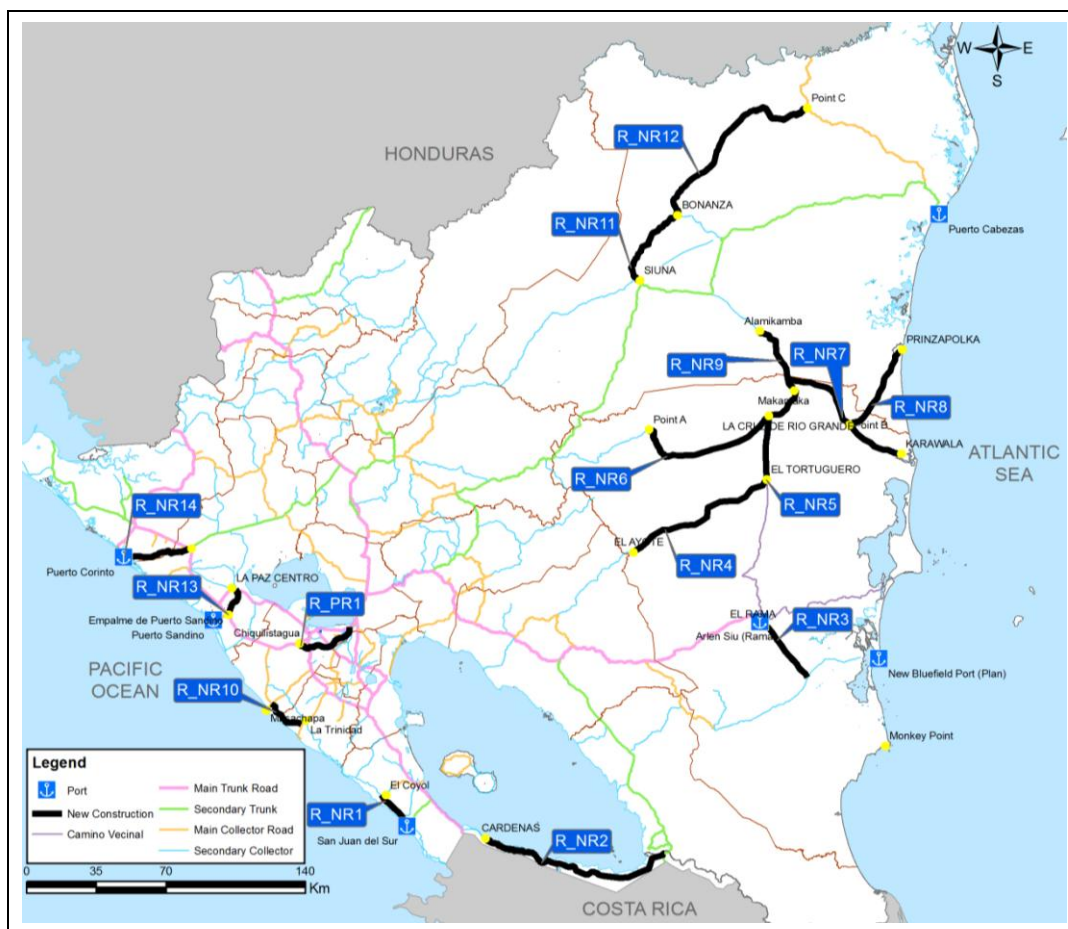 W
E
S
Point C
R_NR12
HONDURAS
BONANZA
Puerto Cabezas
R_NR11
SIUNA
Alamikamba
PRINZAPOLKA
R_NR7
R_NR9
R_NR8
Makantaka
Point A
LA CRUZ DE RIO GRANDE
Point B
KARAWALA
ATLANTIC
SEA
R_NR6
EL TORTUGUERO
R_NR5
R_NR14
EL AYOTE
R_NR4
Puerto Corinto
LA PAZ CENTRO
R_NR13
R_PR1
Empalme de Puerto Sandino
Puerto Sandino
Chiquilistagua
EL RAMA
R_NR3
Arlen Siu (Rama)
PACIFIC
OCEAN
New Bluefield Port (Plan)
R_NR10
Masachapa
La Trinidad
Monkey Point
Legend
Port
New Construction
Camino Vecinal
Main Trunk Road
Secondary Trunk
Main Collector Road
Secondary Collector
El Coyol
R_NR1
San Juan del Sur
CARDENAS
R_NR2
0
35
70
140
Km
COSTA RICA